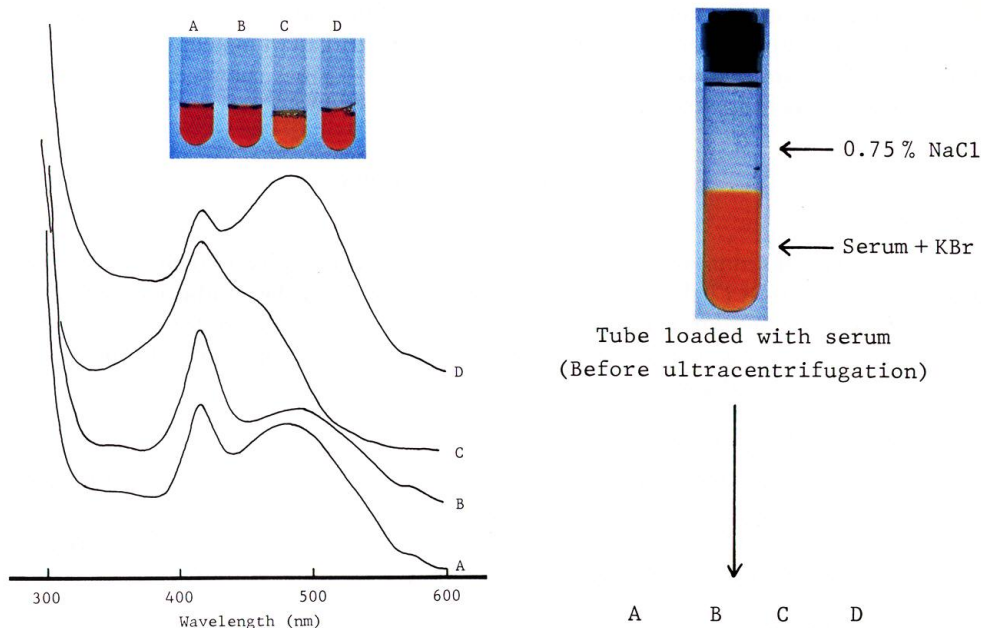 A B C D
D
C
B
A
300 400 500 600
Wavelength (nm)
0.75% NaCl
Serum + KBr
Tube loaded with serum
(Before ultracentrifugation)
A B C D